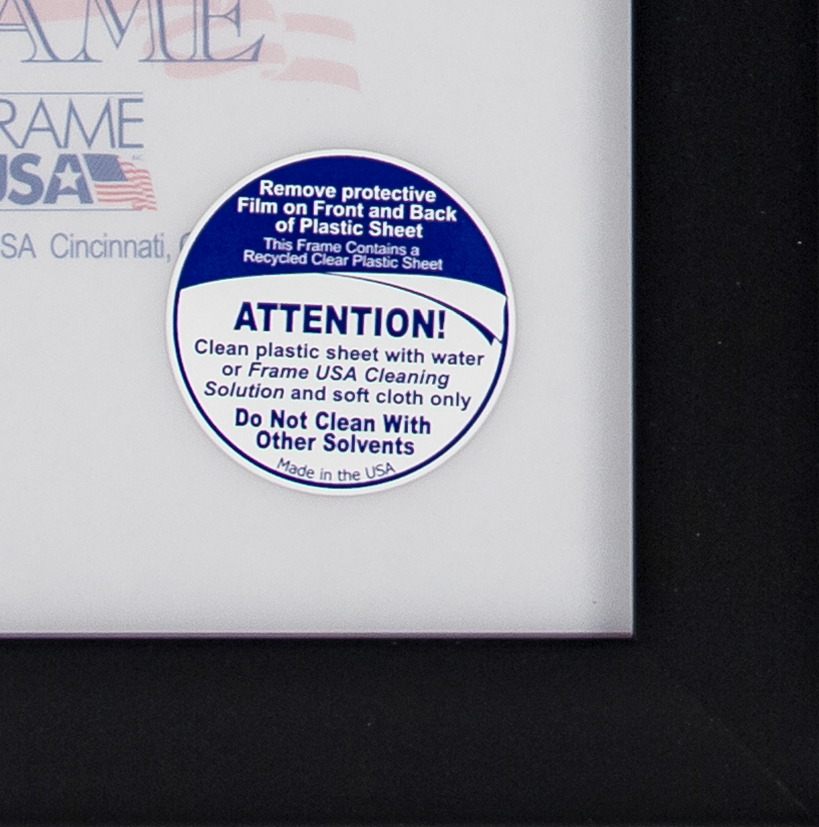 AME
RAME
USA
INC
SA Cincinnati,
Remove protective
Film on Front and Back
of Plastic Sheet
This Frame Contains a
Recycled Clear Plastic Sheet
ATTENTION!
Clean plastic sheet with water
or Frame USA Cleaning
Solution and soft cloth only
Do Not Clean With
Other Solvents
Made in the USA